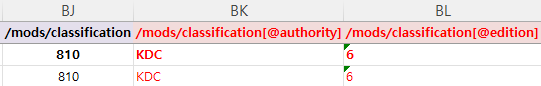 BJ BK BL
/mods/classification /mods/classification[@authority] /mods/classification[@edition]
810 KDC 6
810 KDC 6